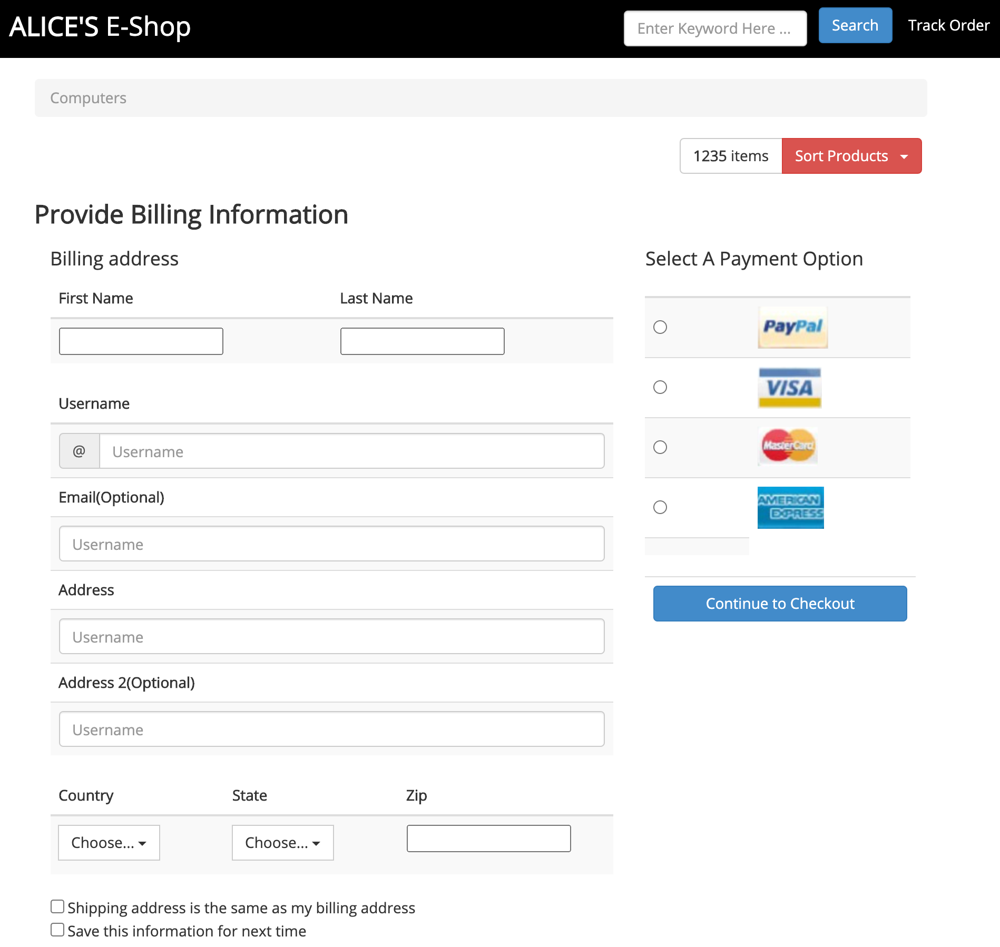 ALICE'S E-Shop
Enter Keyword Here ...
Search
Track Order
Computers
1235 items
Sort Products
Provide Billing Information
Billing address
First Name
Last Name
Username
@
Username
Email(Optional)
Username
Address
Username
Address 2(Optional)
Username
Country
State
Zip
Choose...
Choose...
Shipping address is the same as my billing address
Save this information for next time
Select A Payment Option
PayPal
VISA
MasterCard
AMERICAN
EXPRESS
Continue to Checkout